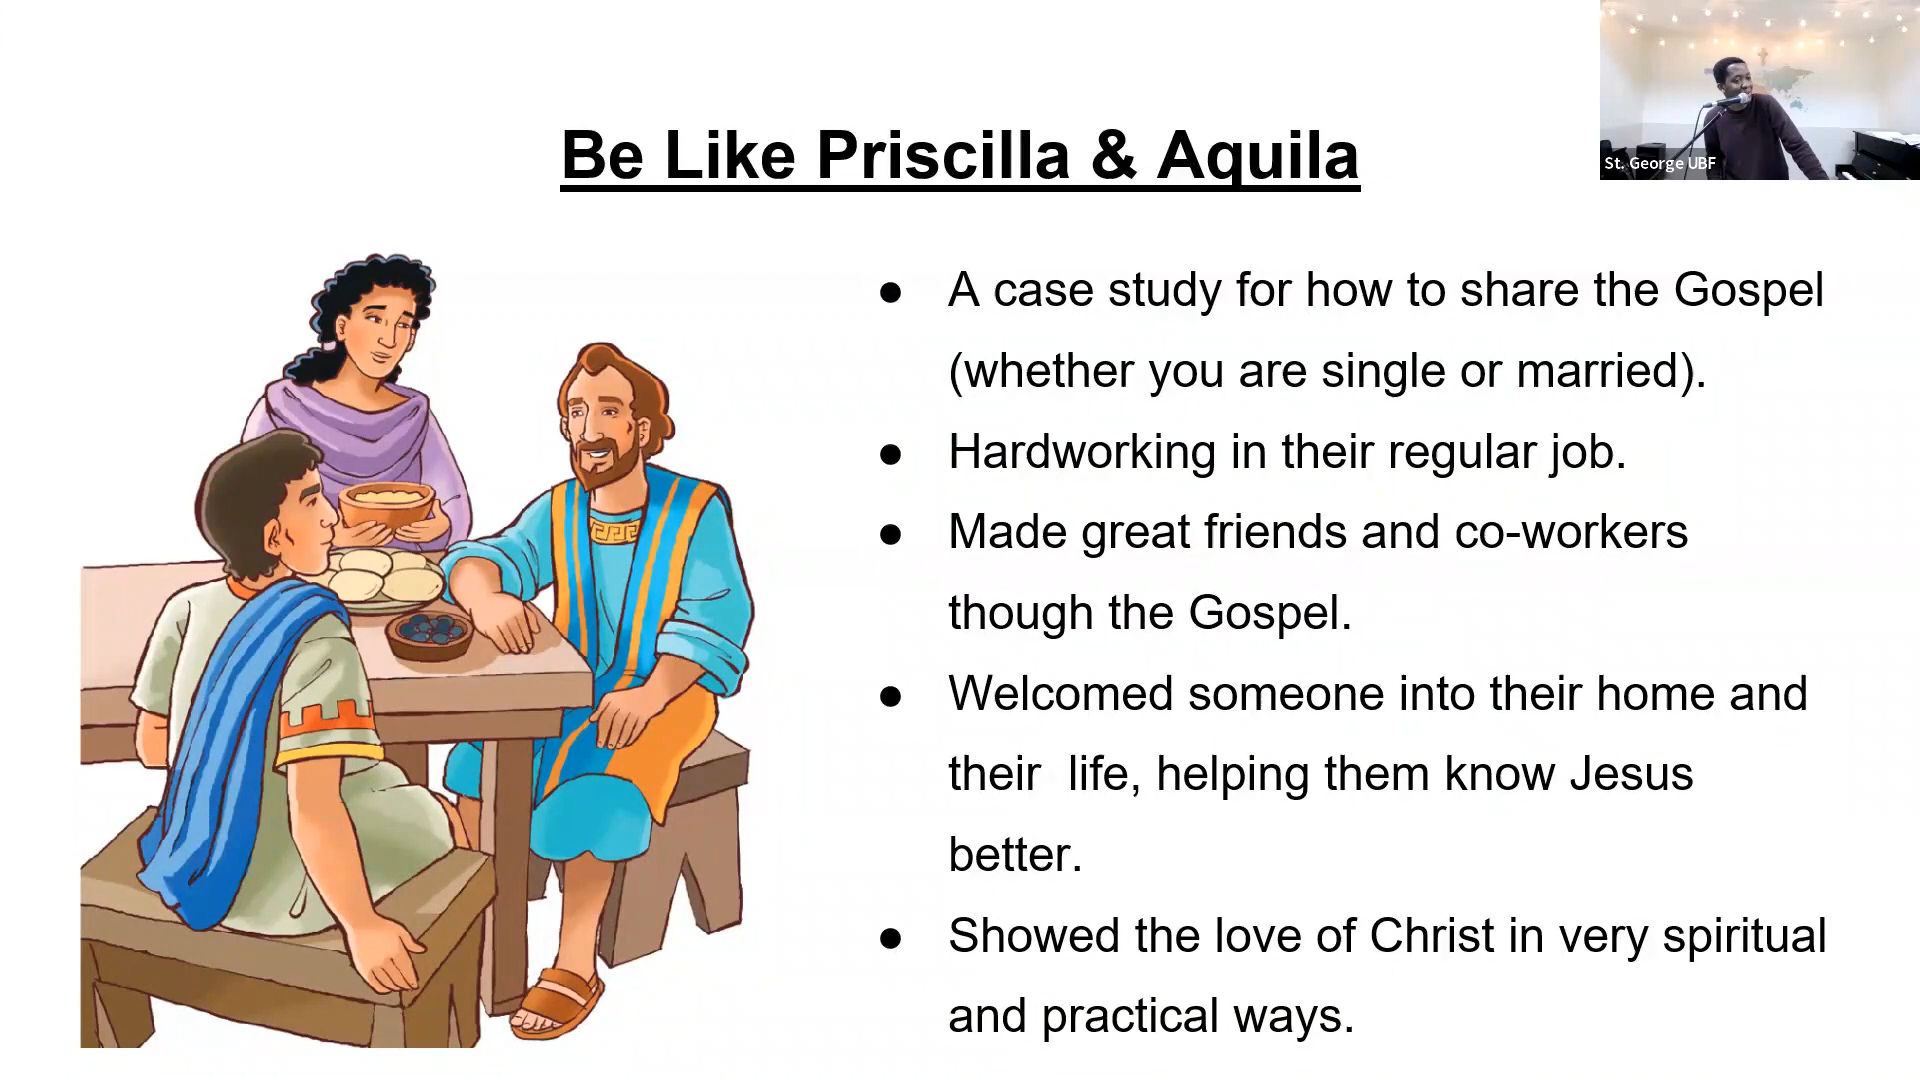 Be Like Priscilla & Aquila
St. George UBF
● A case study for how to share the Gospel
(whether you are single or married).
● Hardworking in their regular job.
● Made great friends and co-workers
though the Gospel.
● Welcomed someone into their home and
their  life, helping them know Jesus
better.
● Showed the love of Christ in very spiritual
and practical ways.